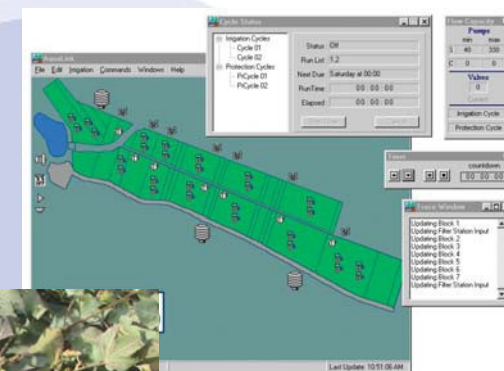 Cycle Status
Irrigation Cycles
Cycle 01
Cycle 02
Protection Cycles
PrCycle 01
PrCycle 02
Status Off
Run List 1.2
Next Due Saturday at 00:00
RunTime 00 : 00 : 00
Elapsed 00 : 00 : 00
Flow Capacity
Pumps
min max
S 40 330
C 0 0
Valves
0
Current
Irrigation Cycle
Protection Cycle
AquaLink
File Edit Irrigation Commands Windows Help
Timer
countdown
00 : 00 : 00
Trace Window
Updating Block 1
Updating Filter Station Input
Updating Block 2
Updating Block 3
Updating Block 4
Updating Block 5
Updating Block 6
Updating Block 7
Updating Filter Station Input
Last Update: 10:51:06 AM